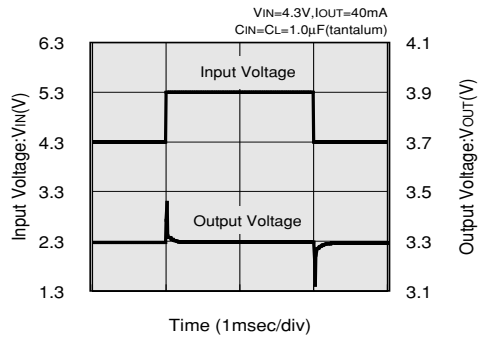 VIN=4.3V,IOUT=40mA
CIN=CL=1.0μF(tantalum)
6.3
5.3
4.3
3.3
2.3
1.3
Input Voltage:VIN(V)
Input Voltage
Output Voltage
4.1
3.9
3.7
3.5
3.3
3.1
Output Voltage:VOUT(V)
Time (1msec/div)